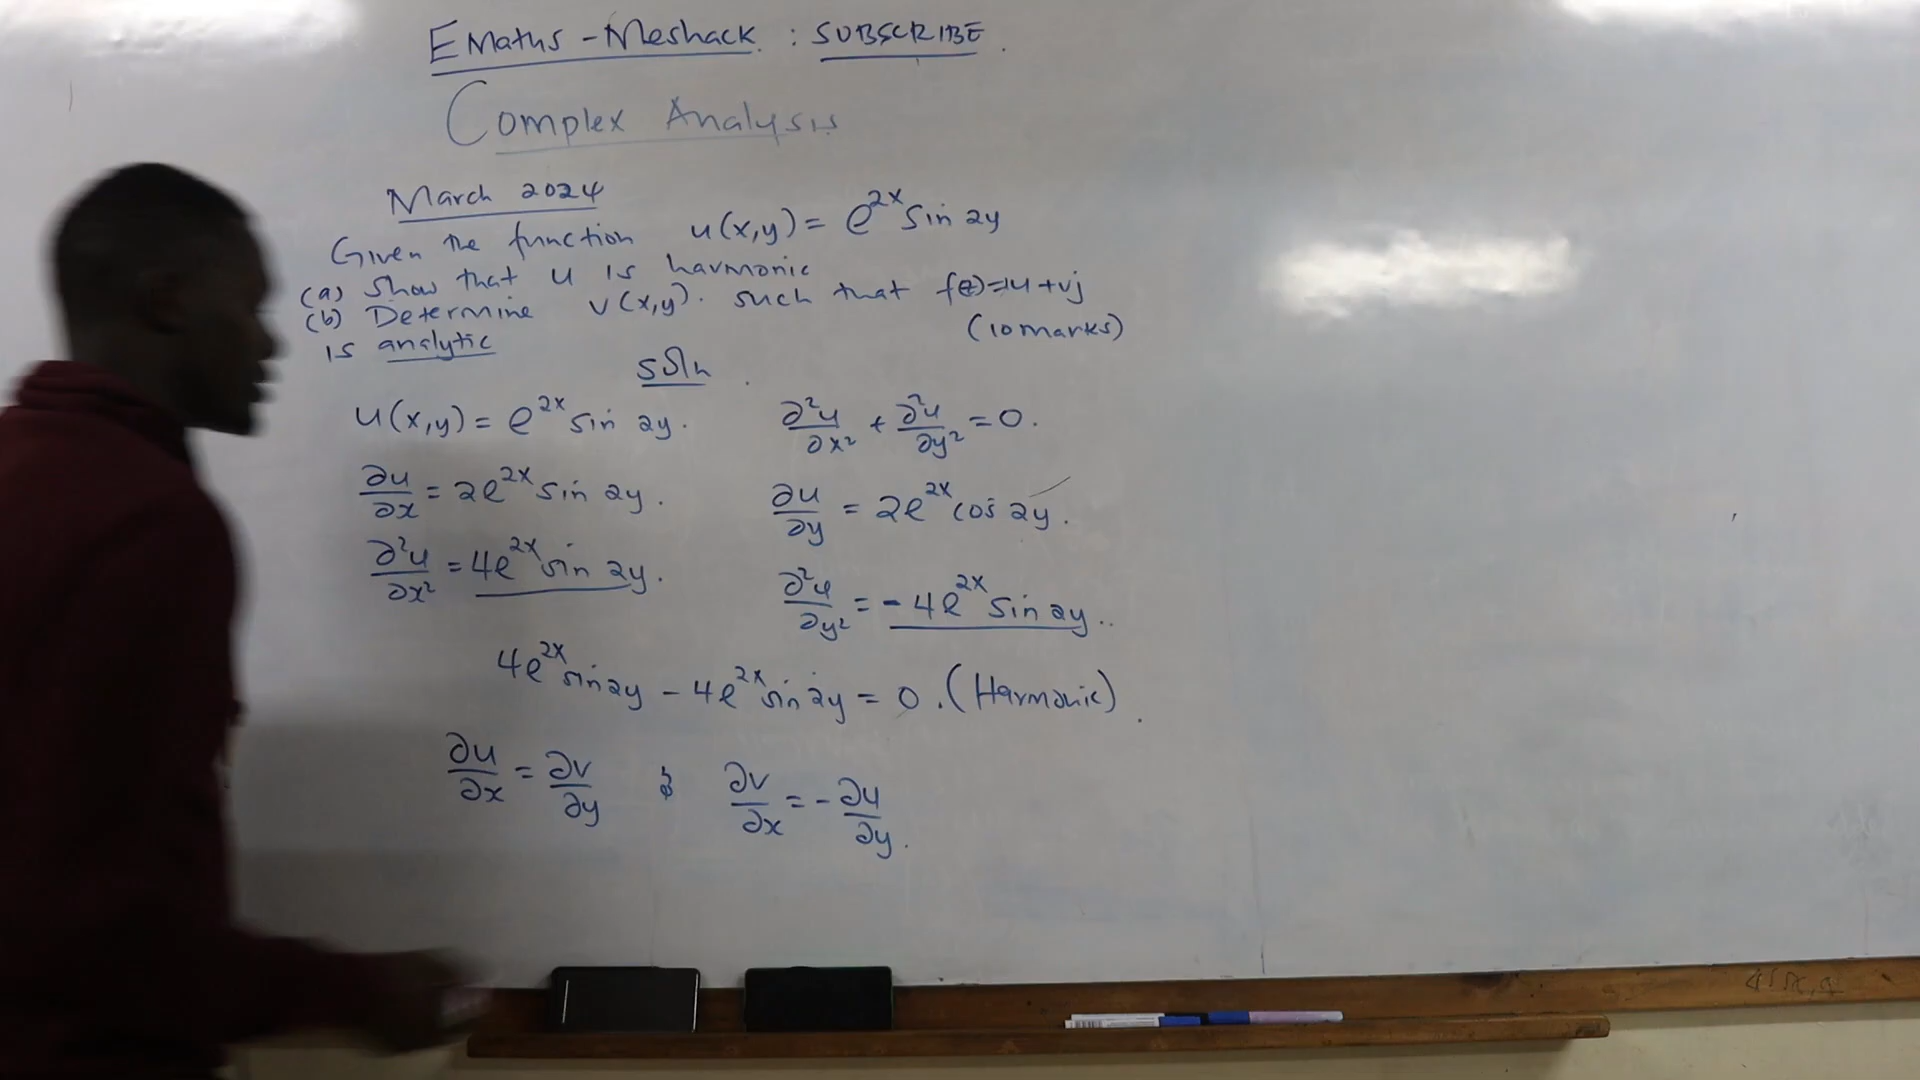 EMaths - Meshack : SUBSCRIBE.
Complex Analysis
March 2024
Given the function u(x,y) = e^{2x} sin 2y
(a) Show that u is harmonic
(b) Determine v(x,y). such that f(z)=u+vj
is analytic (10 marks)
soln.
u(x,y) = e^{2x} sin 2y. ∂²u/∂x² + ∂²u/∂y² = 0.
∂u/∂x = 2e^{2x} sin 2y. ∂u/∂y = 2e^{2x} cos 2y.
∂²u/∂x² = 4e^{2x} sin 2y. ∂²u/∂y² = -4e^{2x} sin 2y..
4e^{2x} sin 2y - 4e^{2x} sin 2y = 0. (Harmonic).
∂u/∂x = ∂v/∂y & ∂v/∂x = -∂u/∂y.